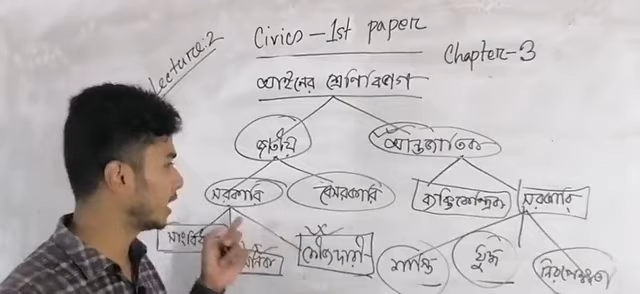 Lecture: 2
Civics - 1st paper
Chapter-3
আইনের শ্রেণিবিভাগ
জাতীয় আন্তর্জাতিক
সরকারি বেসরকারি ব্যক্তিকেন্দ্রিক সরকারি
ফৌজদারী শান্তি যুদ্ধ নিরপেক্ষতা